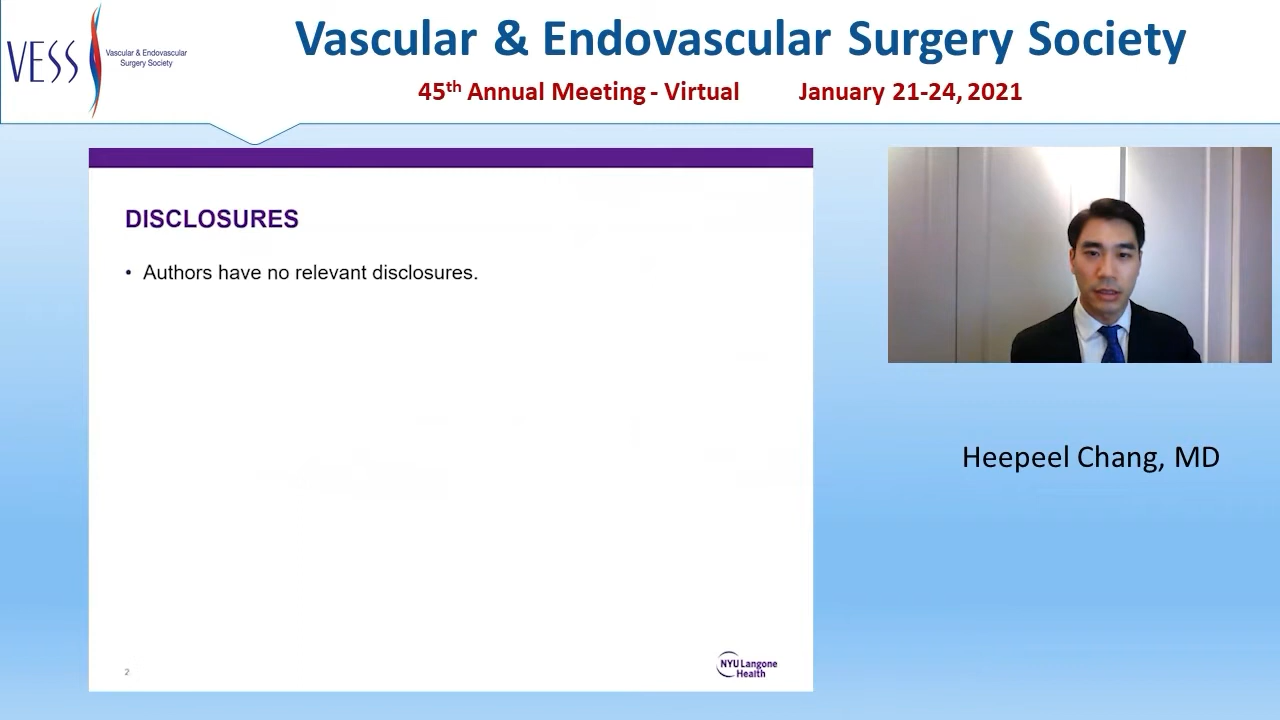 VESS
Vascular & Endovascular
Surgery Society
Vascular & Endovascular Surgery Society
45th Annual Meeting - Virtual January 21-24, 2021
DISCLOSURES
• Authors have no relevant disclosures.
Heepeel Chang, MD
2
NYU Langone
Health